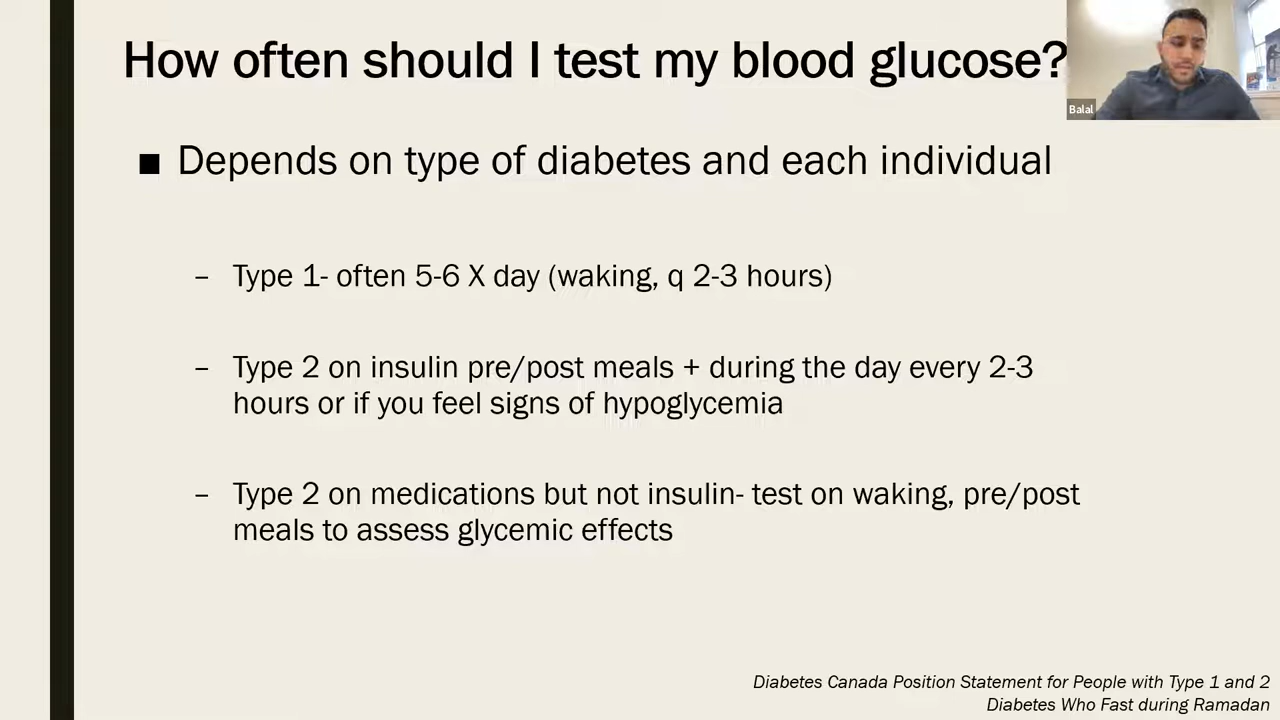 How often should I test my blood glucose?
Balal
■ Depends on type of diabetes and each individual
– Type 1- often 5-6 X day (waking, q 2-3 hours)
– Type 2 on insulin pre/post meals + during the day every 2-3
hours or if you feel signs of hypoglycemia
– Type 2 on medications but not insulin- test on waking, pre/post
meals to assess glycemic effects
Diabetes Canada Position Statement for People with Type 1 and 2
Diabetes Who Fast during Ramadan